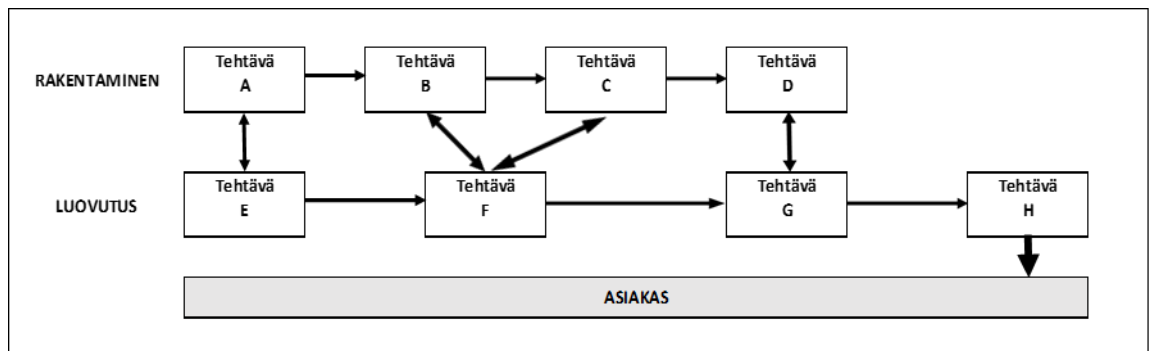 RAKENTAMINEN
Tehtävä
A
Tehtävä
B
Tehtävä
C
Tehtävä
D
LUOVUTUS
Tehtävä
E
Tehtävä
F
Tehtävä
G
Tehtävä
H
ASIAKAS